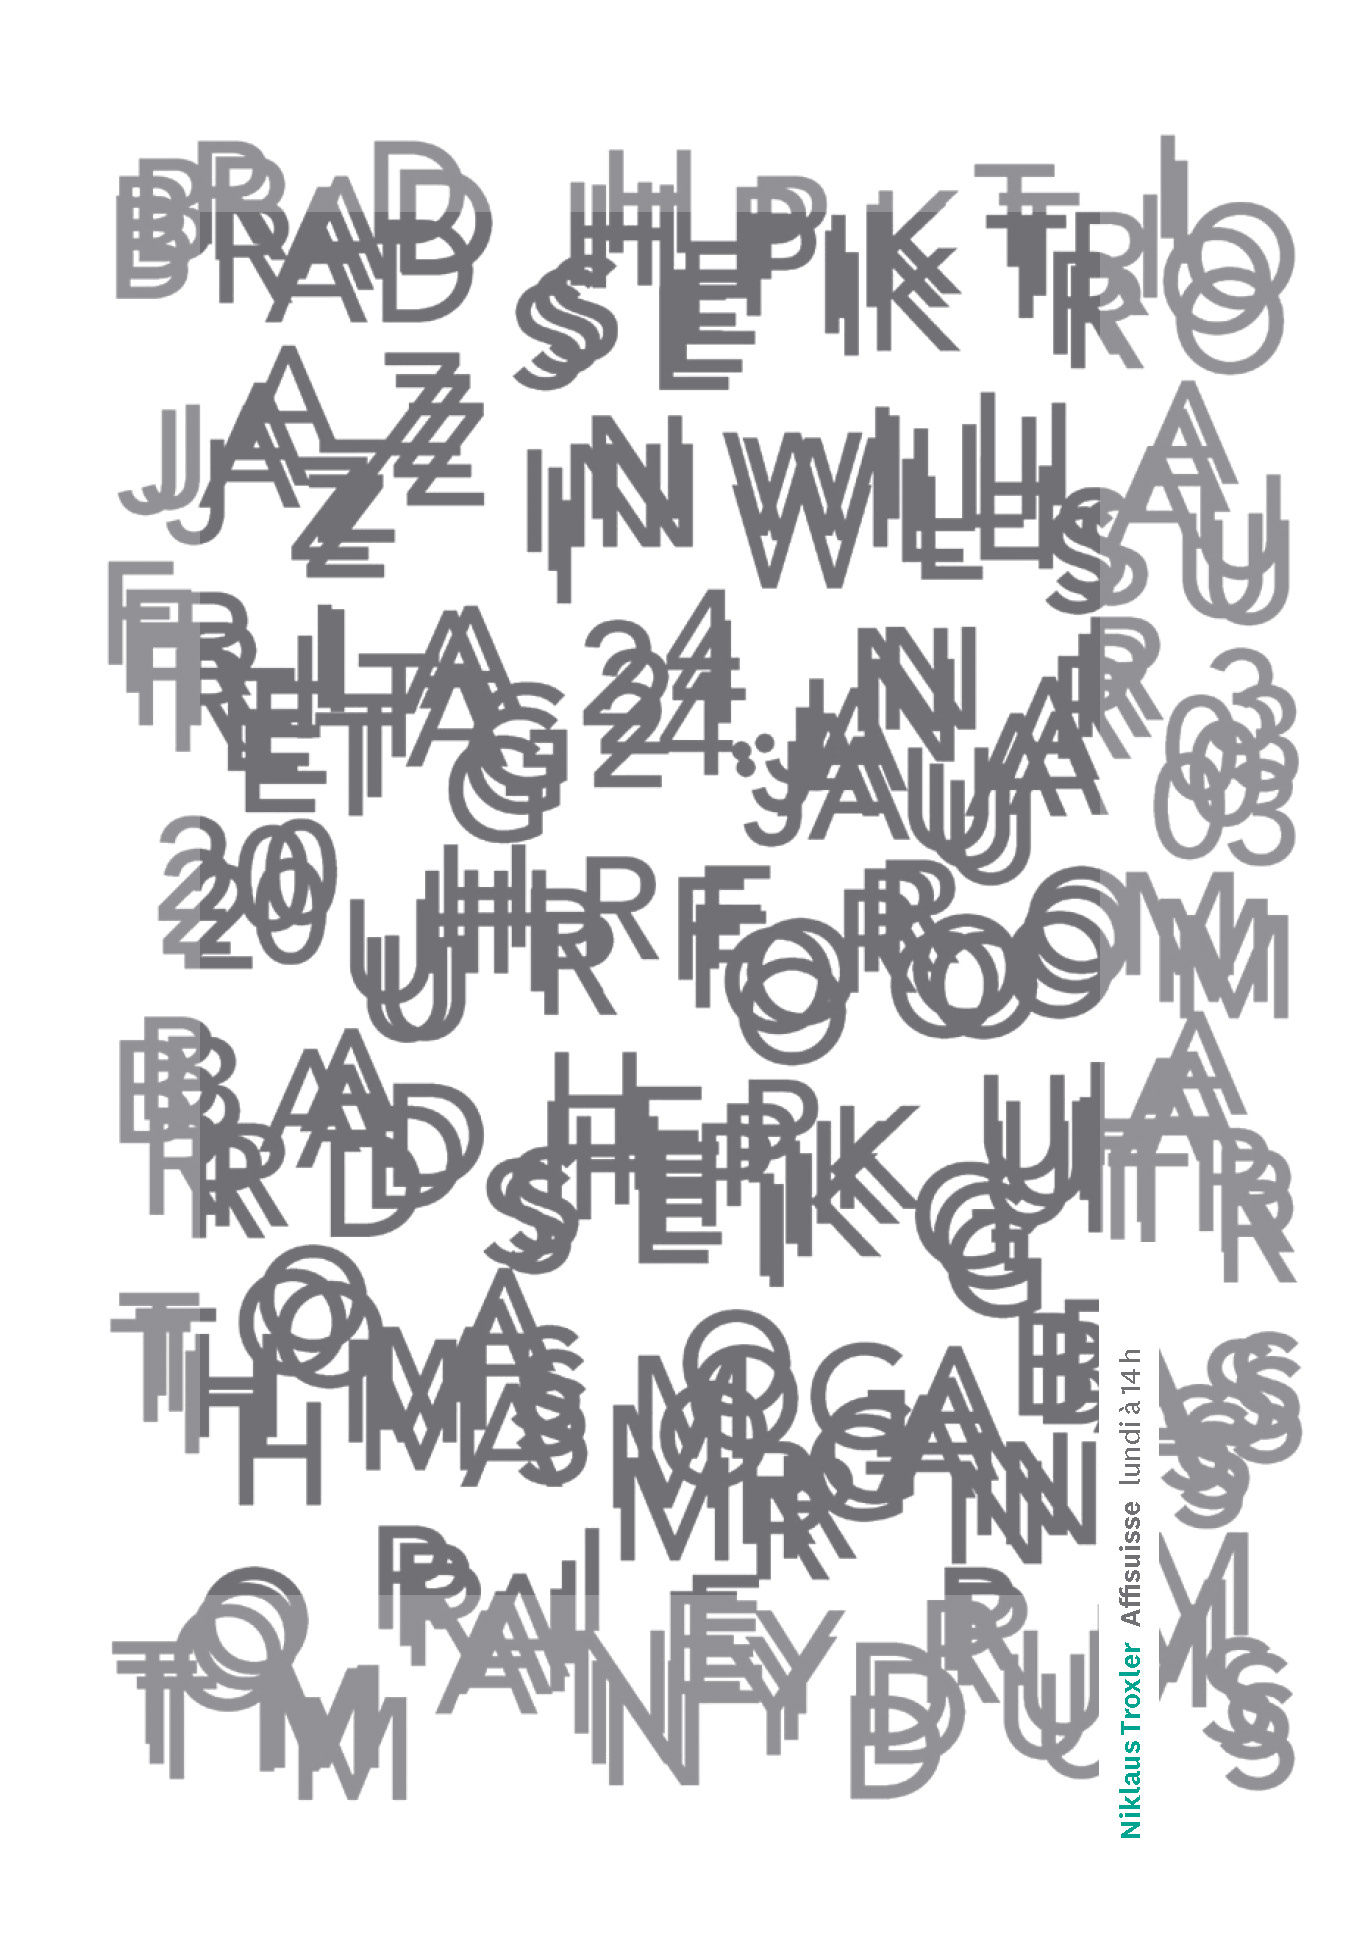 BRAD SHEPIK TRIO
JAZZ IN WILLISAU
FREITAG 24. JANUAR 03
20 UHR FOROOM
BRAD SHEPIK GUITAR
THOMAS MORGAN BASS
TOM RAINEY DRUMS
Niklaus Troxler Affisuisse lundi à 14 h